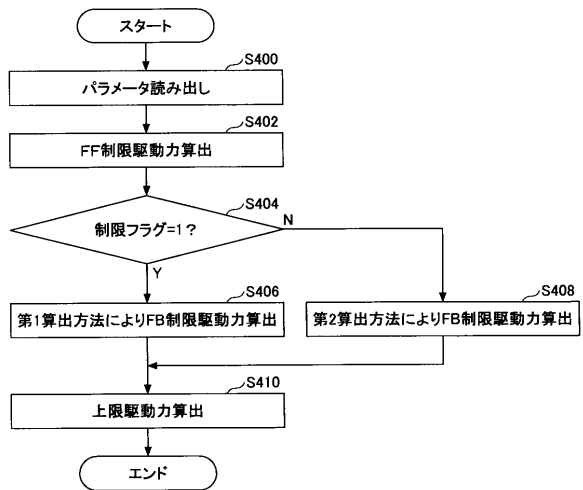 スタート
S400
パラメータ読み出し
S402
FF制限駆動力算出
S404
制限フラグ=1?
N
Y
S406
第1算出方法によりFB制限駆動力算出
S408
第2算出方法によりFB制限駆動力算出
S410
上限駆動力算出
エンド